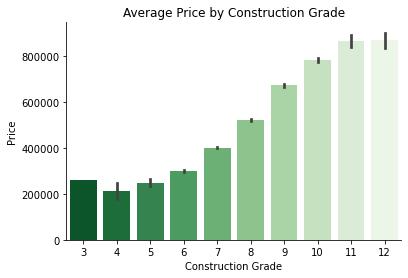 Average Price by Construction Grade
Price
800000
600000
400000
200000
0
3 4 5 6 7 8 9 10 11 12
Construction Grade